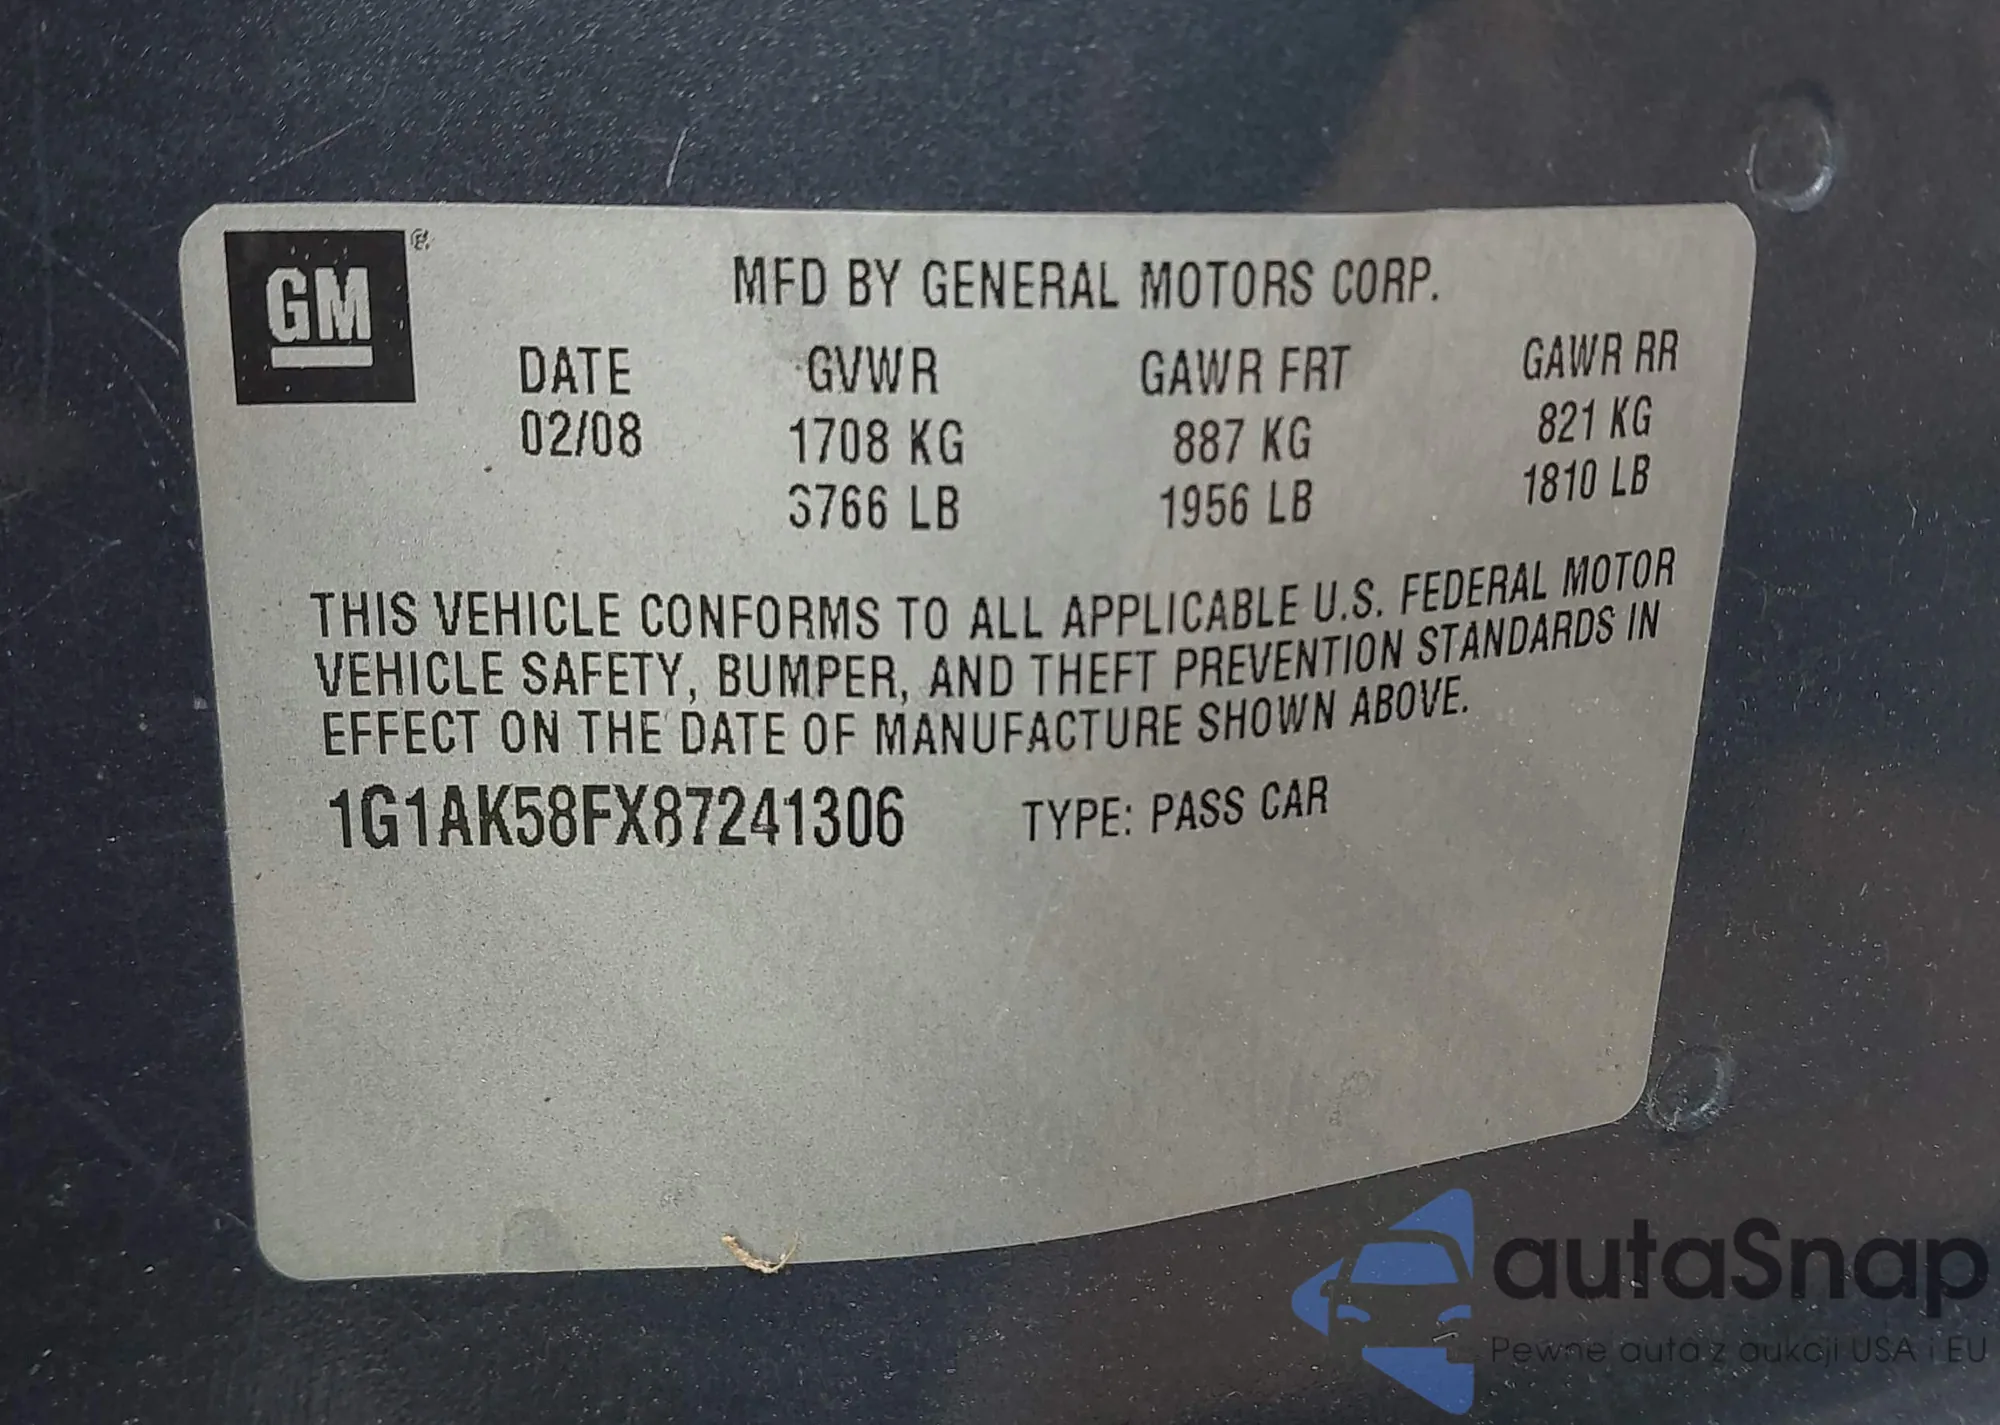 GM
MFD BY GENERAL MOTORS CORP.
DATE GVWR GAWR FRT GAWR RR
02/08 1708 KG 887 KG 821 KG
3766 LB 1956 LB 1810 LB
THIS VEHICLE CONFORMS TO ALL APPLICABLE U.S. FEDERAL MOTOR
VEHICLE SAFETY, BUMPER, AND THEFT PREVENTION STANDARDS IN
EFFECT ON THE DATE OF MANUFACTURE SHOWN ABOVE.
1G1AK58FX87241306 TYPE: PASS CAR
autaSnap
Pewne auta z aukcji USA i EU